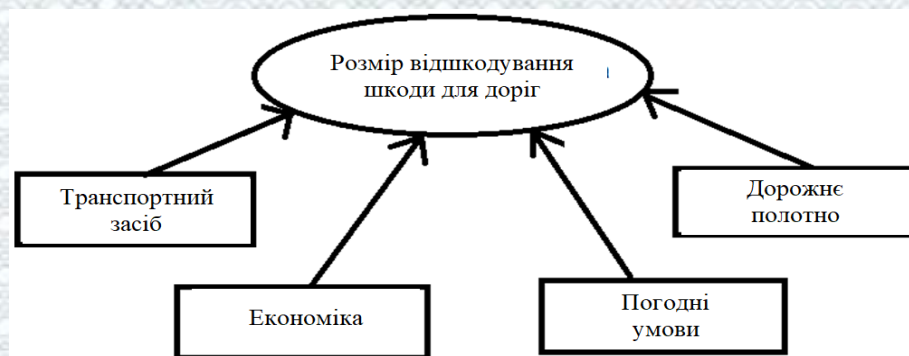 Розмір відшкодування
шкоди для доріг
Транспортний
засіб
Дорожнє
полотно
Економіка
Погодні
умови